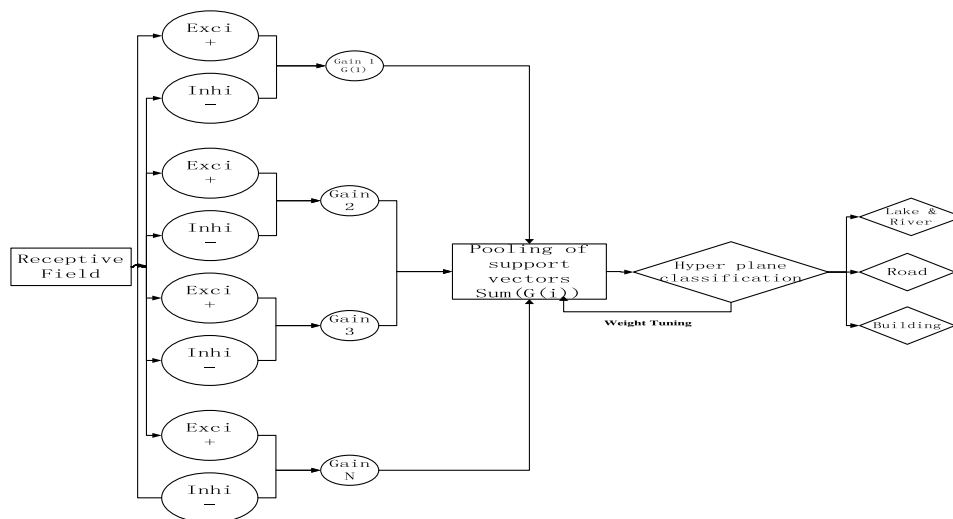 Exci
+
Inhi
−
Gain 1
G(1)
Exci
+
Inhi
−
Gain
2
Receptive
Field
Exci
+
Inhi
−
Gain
3
Exci
+
Inhi
−
Gain
N
Pooling of
support
vectors
Sum(G(i))
Hyper plane
classification
Weight Tuning
Lake &
River
Road
Building